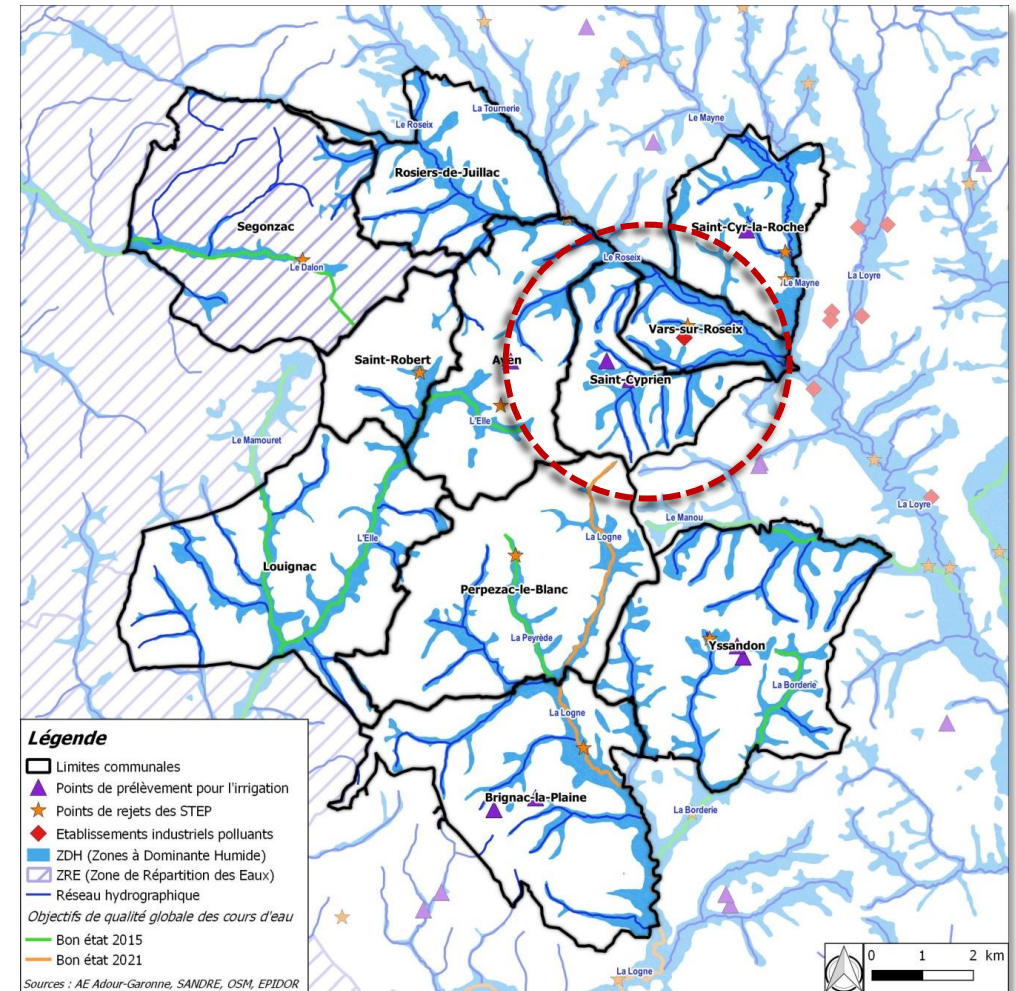 La Tournerie
Le Roseix
Le Mayne
Rosiers-de-Juillac
Segonzac
Saint-Cyr-la-Roche
Le Roseix
Le Dalon
Le Mayne
La Loyre
Vars-sur-Roseix
Saint-Robert
Ayen
Saint-Cyprien
L'Elle
Le Mamouret
La Loyre
Le Manou
L'Elle
La Logne
Louignac
Perpezac-le-Blanc
La Peyrède
Yssandon
La Borderie
La Logne
Brignac-la-Plaine
La Borderie
La Logne
Légende
Limites communales
Points de prélèvement pour l'irrigation
Points de rejets des STEP
Etablissements industriels polluants
ZDH (Zones à Dominante Humide)
ZRE (Zone de Répartition des Eaux)
Réseau hydrographique
Objectifs de qualité globale des cours d'eau
Bon état 2015
Bon état 2021
Sources : AE Adour-Garonne, SANDRE, OSM, EPIDOR
0 1 2 km